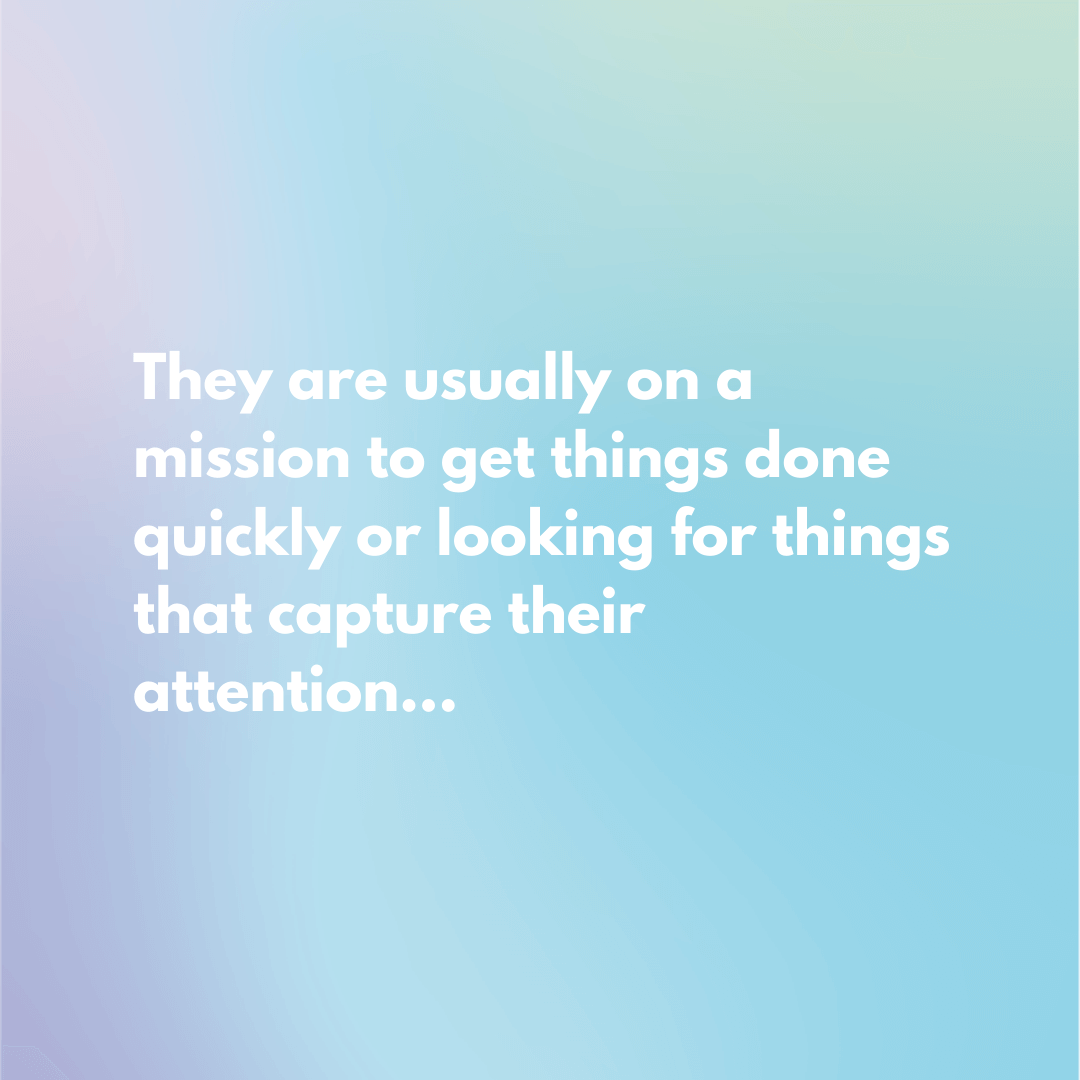 They are usually on a
mission to get things done
quickly or looking for things
that capture their
attention...